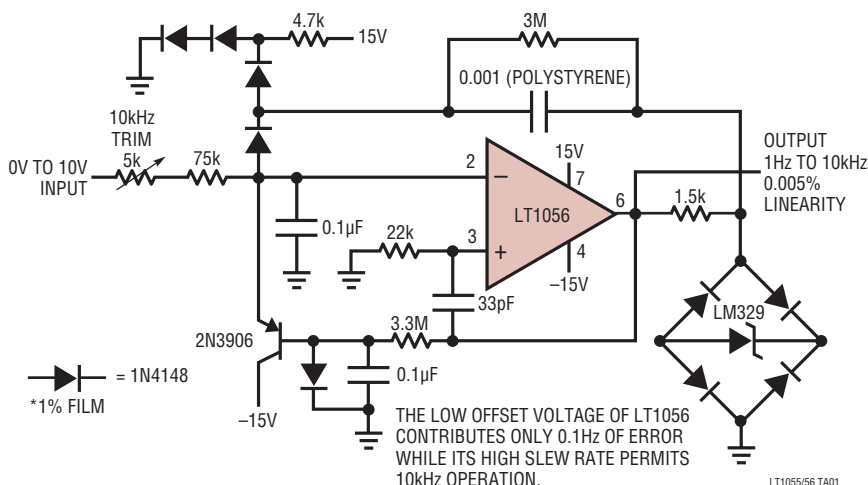 4.7k
15V
3M
0.001 (POLYSTYRENE)
10kHz
TRIM
5k
75k
0V TO 10V
INPUT
2
–
15V
7
LT1056
6
OUTPUT
1Hz TO 10kHz
0.005%
LINEARITY
1.5k
0.1µF
22k
3
+
4
–15V
33pF
LM329
2N3906
3.3M
0.1µF
= 1N4148
*1% FILM
–15V
THE LOW OFFSET VOLTAGE OF LT1056
CONTRIBUTES ONLY 0.1Hz OF ERROR
WHILE ITS HIGH SLEW RATE PERMITS
10kHz OPERATION.
LT1055/56 TA01